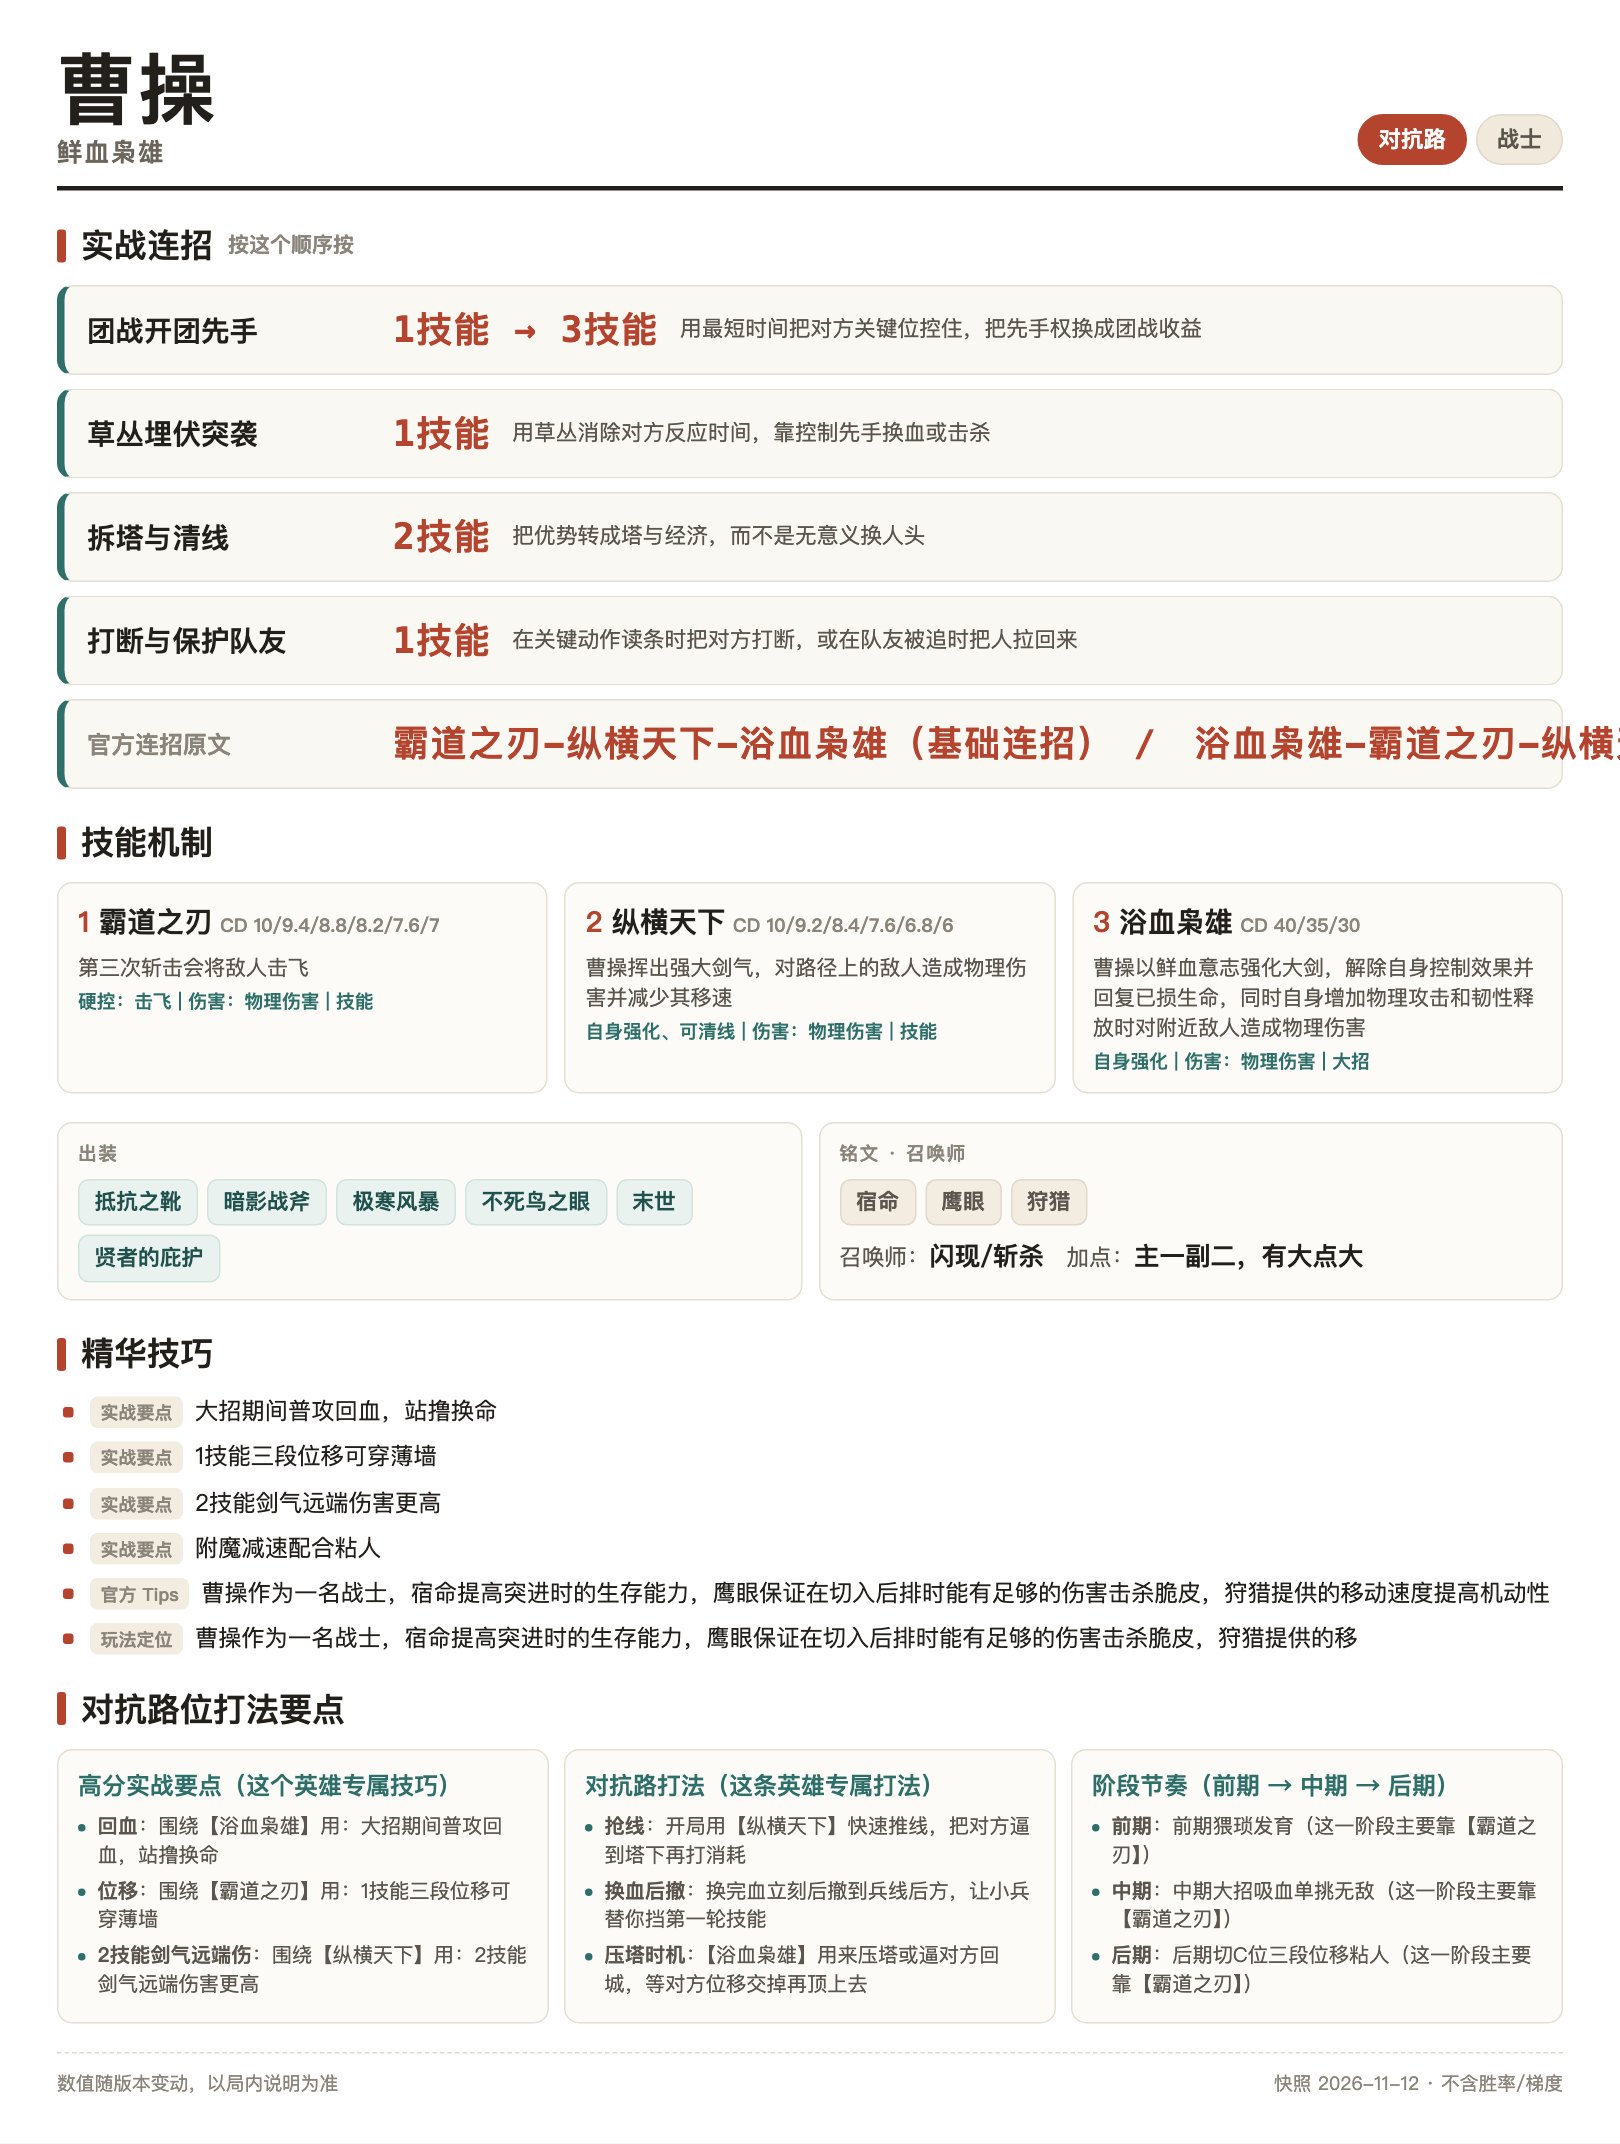 曹操
鲜血枭雄
对抗路 战士
实战连招 按这个顺序按
团战开团先手 1技能 → 3技能 用最短时间把对方关键位控住，把先手权换成团战收益
草丛埋伏突袭 1技能 用草丛消除对方反应时间，靠控制先手换血或击杀
拆塔与清线 2技能 把优势转成塔与经济，而不是无意义换人头
打断与保护队友 1技能 在关键动作读条时把对方打断，或在队友被追时把人拉回来
官方连招原文 霸道之刃-纵横天下-浴血枭雄（基础连招） / 浴血枭雄-霸道之刃-纵横
技能机制
1 霸道之刃 CD 10/9.4/8.8/8.2/7.6/7
第三次斩击会将敌人击飞
硬控：击飞 | 伤害：物理伤害 | 技能
2 纵横天下 CD 10/9.2/8.4/7.6/6.8/6
曹操挥出强大剑气，对路径上的敌人造成物理伤
害并减少其移速
自身强化、可清线 | 伤害：物理伤害 | 技能
3 浴血枭雄 CD 40/35/30
曹操以鲜血意志强化大剑，解除自身控制效果并
回复已损生命，同时自身增加物理攻击和韧性释
放时对附近敌人造成物理伤害
自身强化 | 伤害：物理伤害 | 大招
出装
抵抗之靴 暗影战斧 极寒风暴 不死鸟之眼 末世
贤者的庇护
铭文 · 召唤师
宿命 鹰眼 狩猎
召唤师：闪现/斩杀 加点：主一副二，有大点大
精华技巧
实战要点 大招期间普攻回血，站撸换命
实战要点 1技能三段位移可穿薄墙
实战要点 2技能剑气远端伤害更高
实战要点 附魔减速配合粘人
官方 Tips 曹操作为一名战士，宿命提高突进时的生存能力，鹰眼保证在切入后排时能有足够的伤害击杀脆皮，狩猎提供的移动速度提高机动性
玩法定位 曹操作为一名战士，宿命提高突进时的生存能力，鹰眼保证在切入后排时能有足够的伤害击杀脆皮，狩猎提供的移
对抗路位打法要点
高分实战要点（这个英雄专属技巧）
回血：围绕【浴血枭雄】用：大招期间普攻回
血，站撸换命
位移：围绕【霸道之刃】用：1技能三段位移可
穿薄墙
2技能剑气远端伤：围绕【纵横天下】用：2技能
剑气远端伤害更高
对抗路打法（这条英雄专属打法）
抢线：开局用【纵横天下】快速推线，把对方逼
到塔下再打消耗
换血后撤：换完血立刻后撤到兵线后方，让小兵
替你挡第一轮技能
压塔时机：【浴血枭雄】用来压塔或逼对方回
城，等对方位移交掉再顶上去
阶段节奏（前期 → 中期 → 后期）
前期：前期猥琐发育（这一阶段主要靠【霸道之
刃】）
中期：中期大招吸血单挑无敌（这一阶段主要靠
【霸道之刃】）
后期：后期切C位三段位移粘人（这一阶段主要
靠【霸道之刃】）
数值随版本变动，以局内说明为准
快照 2026-11-12 · 不含胜率/梯度